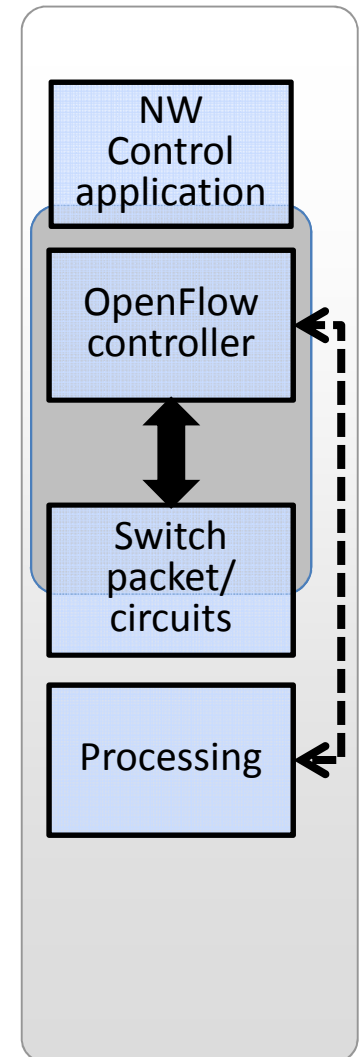 NW
Control
application
OpenFlow
controller
Switch
packet/
circuits
Processing